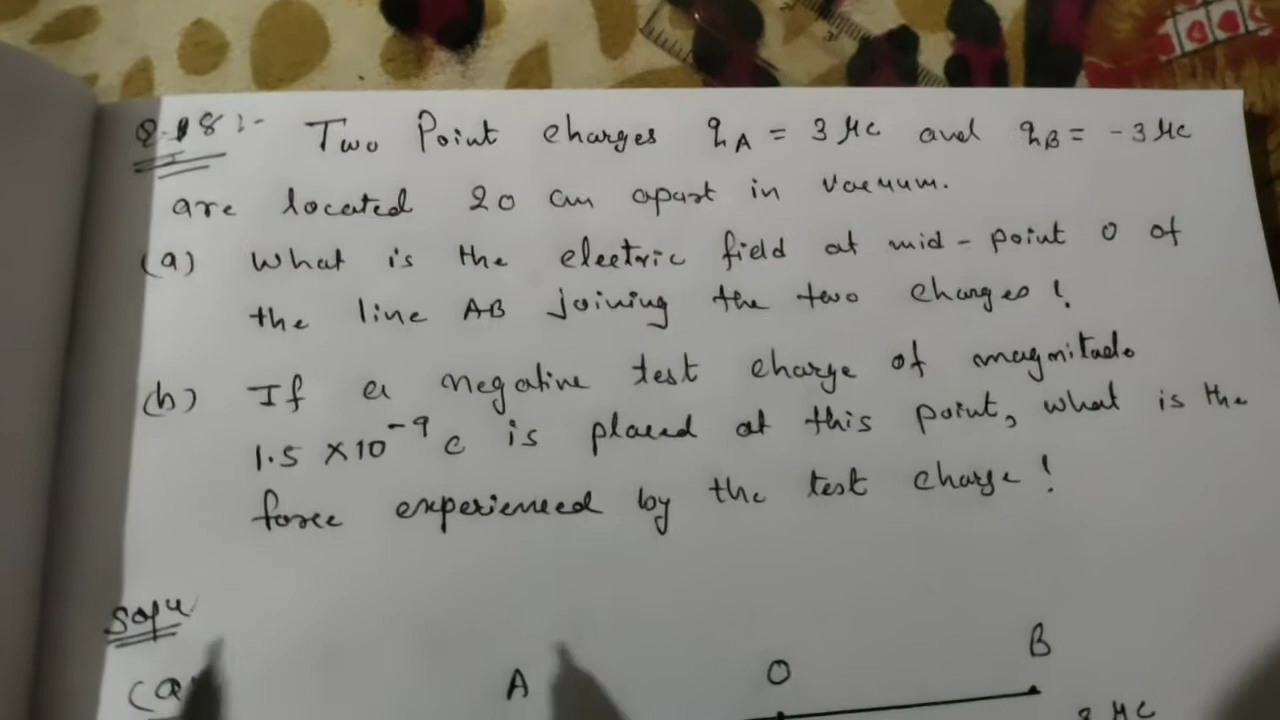 Q.18:- Two Point charges qA = 3 μc and qB = -3 μc
are located 20 cm apart in vacuum.
(a) What is the electric field at mid-point O of
the line AB joining the two charges?
(b) If a negative test charge of magnitude
1.5 × 10⁻⁹ c is placed at this point, what is the
force experienced by the test charge?
Soln
(a) A O B
μc